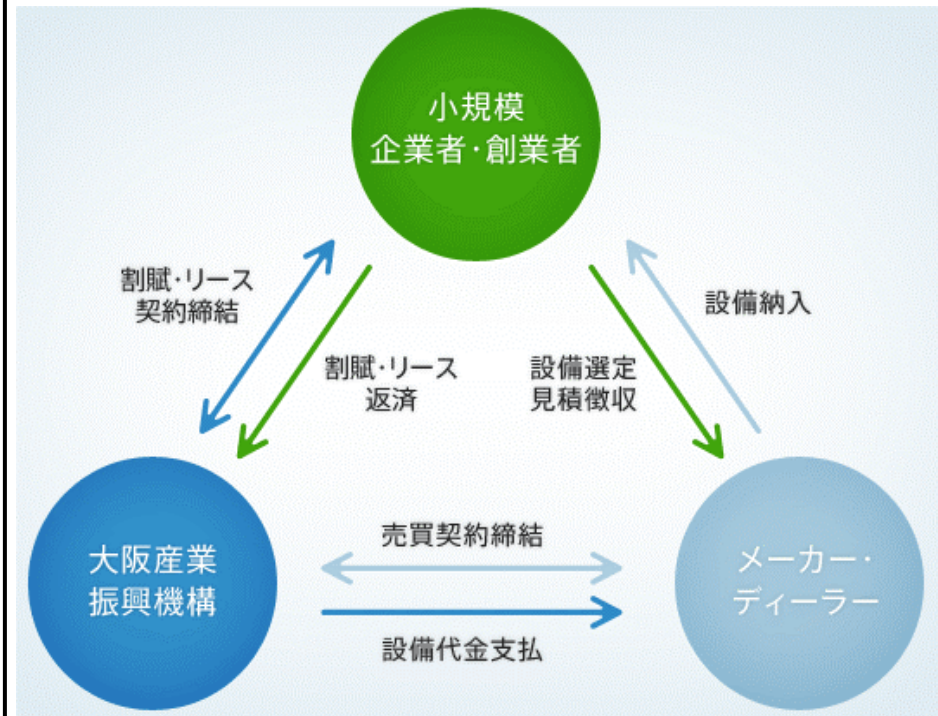 小規模
企業者・創業者
割賦・リース
契約締結
設備納入
割賦・リース
返済
設備選定
見積徴収
大阪産業
振興機構
売買契約締結
設備代金支払
メーカー・
ディーラー